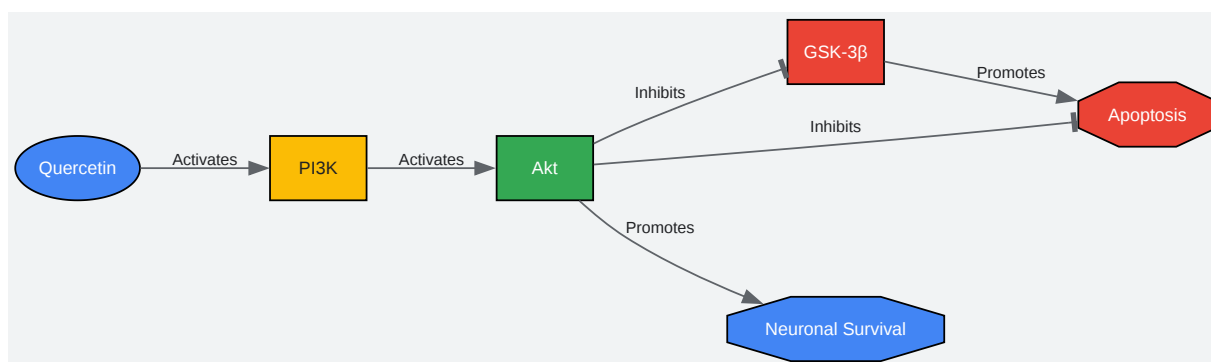 GSK-3β
Promotes
Inhibits
Apoptosis
Inhibits
Quercetin
Activates
PI3K
Activates
Akt
Promotes
Neuronal Survival